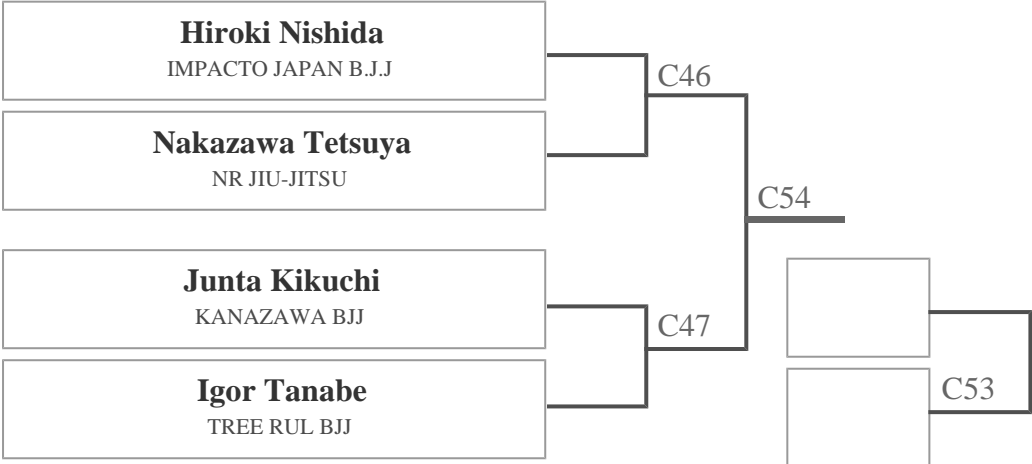 Hiroki Nishida
IMPACTO JAPAN B.J.J
C46
Nakazawa Tetsuya
NR JIU-JITSU
C54
Junta Kikuchi
KANAZAWA BJJ
C47
Igor Tanabe
TREE RUL BJJ
C53